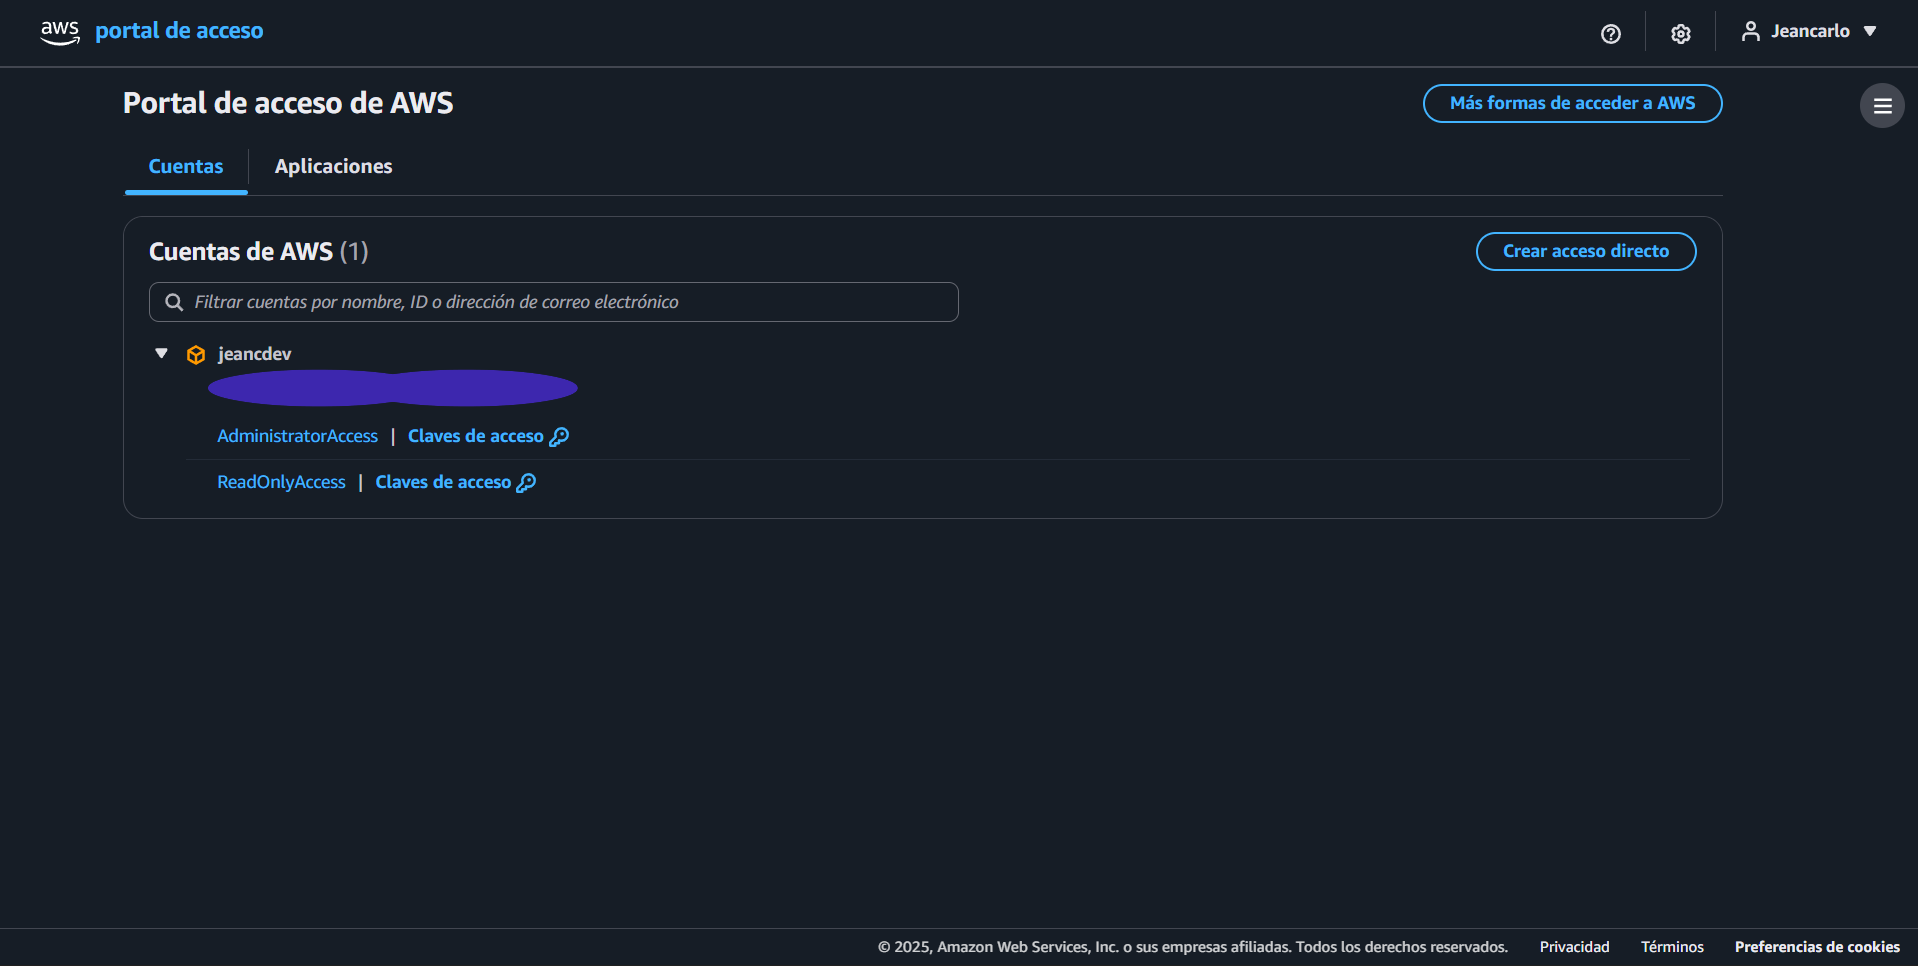 aws portal de acceso
Jeancarlo
Portal de acceso de AWS
Más formas de acceder a AWS
Cuentas
Aplicaciones
Cuentas de AWS (1)
Crear acceso directo
Filtrar cuentas por nombre, ID o dirección de correo electrónico
jeancdev
AdministratorAccess | Claves de acceso
ReadOnlyAccess | Claves de acceso
© 2025, Amazon Web Services, Inc. o sus empresas afiliadas. Todos los derechos reservados.
Privacidad
Términos
Preferencias de cookies